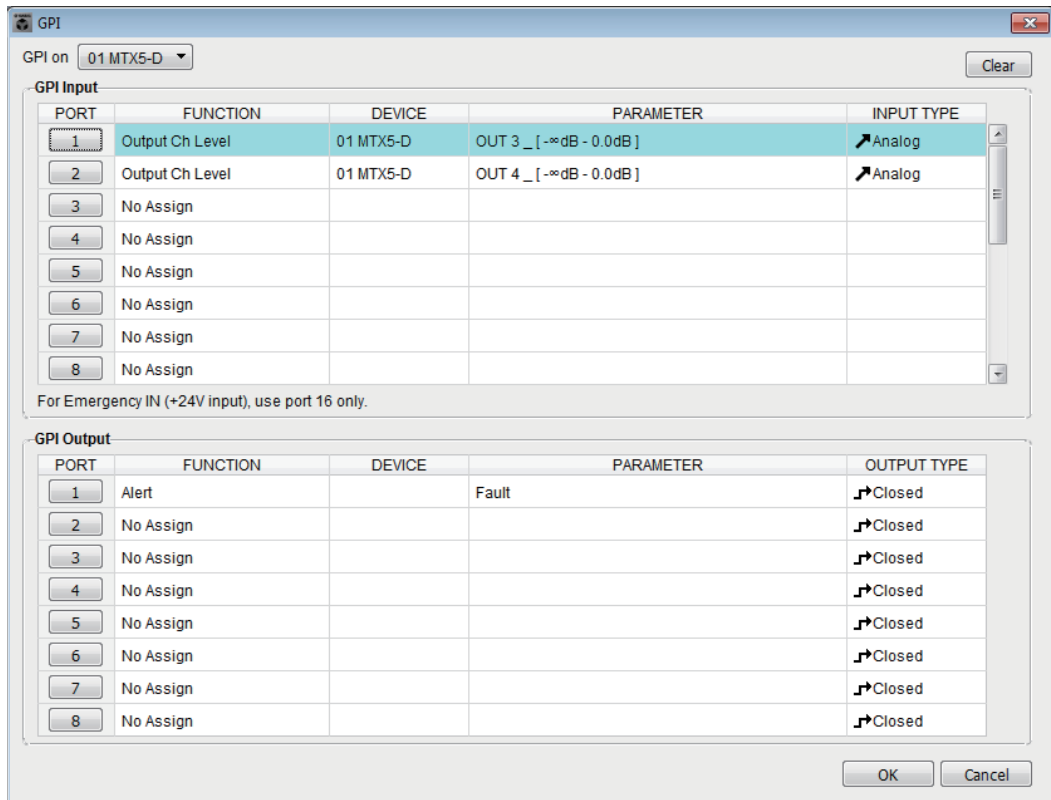 GPI
GPI on 01 MTX5-D
Clear
GPI Input
PORT FUNCTION DEVICE PARAMETER INPUT TYPE
1 Output Ch Level 01 MTX5-D OUT 3 _ [ -∞dB - 0.0dB ] Analog
2 Output Ch Level 01 MTX5-D OUT 4 _ [ -∞dB - 0.0dB ] Analog
3 No Assign
4 No Assign
5 No Assign
6 No Assign
7 No Assign
8 No Assign
For Emergency IN (+24V input), use port 16 only.
GPI Output
PORT FUNCTION DEVICE PARAMETER OUTPUT TYPE
1 Alert Fault Closed
2 No Assign Closed
3 No Assign Closed
4 No Assign Closed
5 No Assign Closed
6 No Assign Closed
7 No Assign Closed
8 No Assign Closed
OK Cancel